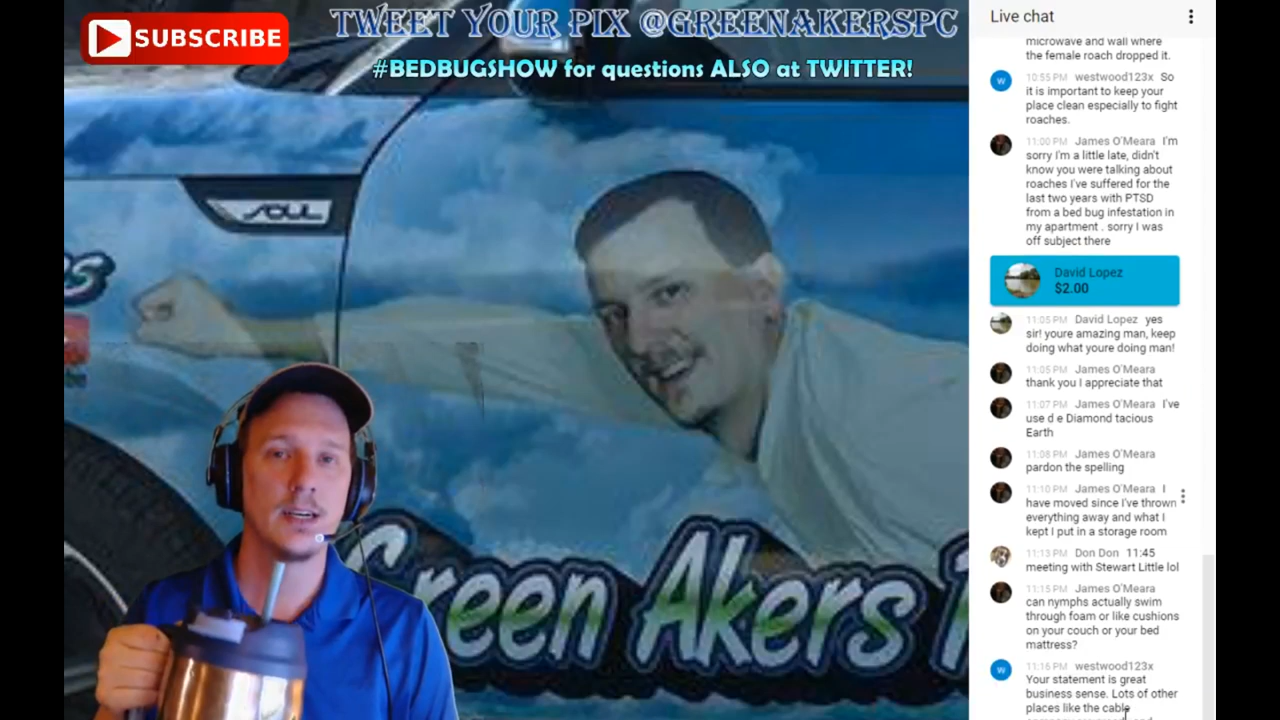 SUBSCRIBE
TWEET YOUR PIX @GREENAKERSPC
#BEDBUGSHOW for questions ALSO at TWITTER!
SOUL
Green Akers
Live chat
microwave and wall where
the female roach dropped it.
W
10:55 PM westwood123x So
it is important to keep your
place clean especially to fight
roaches.
11:00 PM James O'Meara I'm
sorry I'm a little late, didn't
know you were talking about
roaches I've suffered for the
last two years with PTSD
from a bed bug infestation in
my apartment . sorry I was
off subject there
David Lopez
$2.00
11:05 PM David Lopez yes
sir! youre amazing man, keep
doing what youre doing man!
11:05 PM James O'Meara
thank you I appreciate that
11:07 PM James O'Meara I've
use d e Diamond tacious
Earth
11:08 PM James O'Meara
pardon the spelling
11:10 PM James O'Meara I
have moved since I've thrown
everything away and what I
kept I put in a storage room
11:13 PM Don Don 11:45
meeting with Stewart Little lol
11:15 PM James O'Meara
can nymphs actually swim
through foam or like cushions
on your couch or your bed
mattress?
W
11:16 PM westwood123x
Your statement is great
business sense. Lots of other
places like the cable